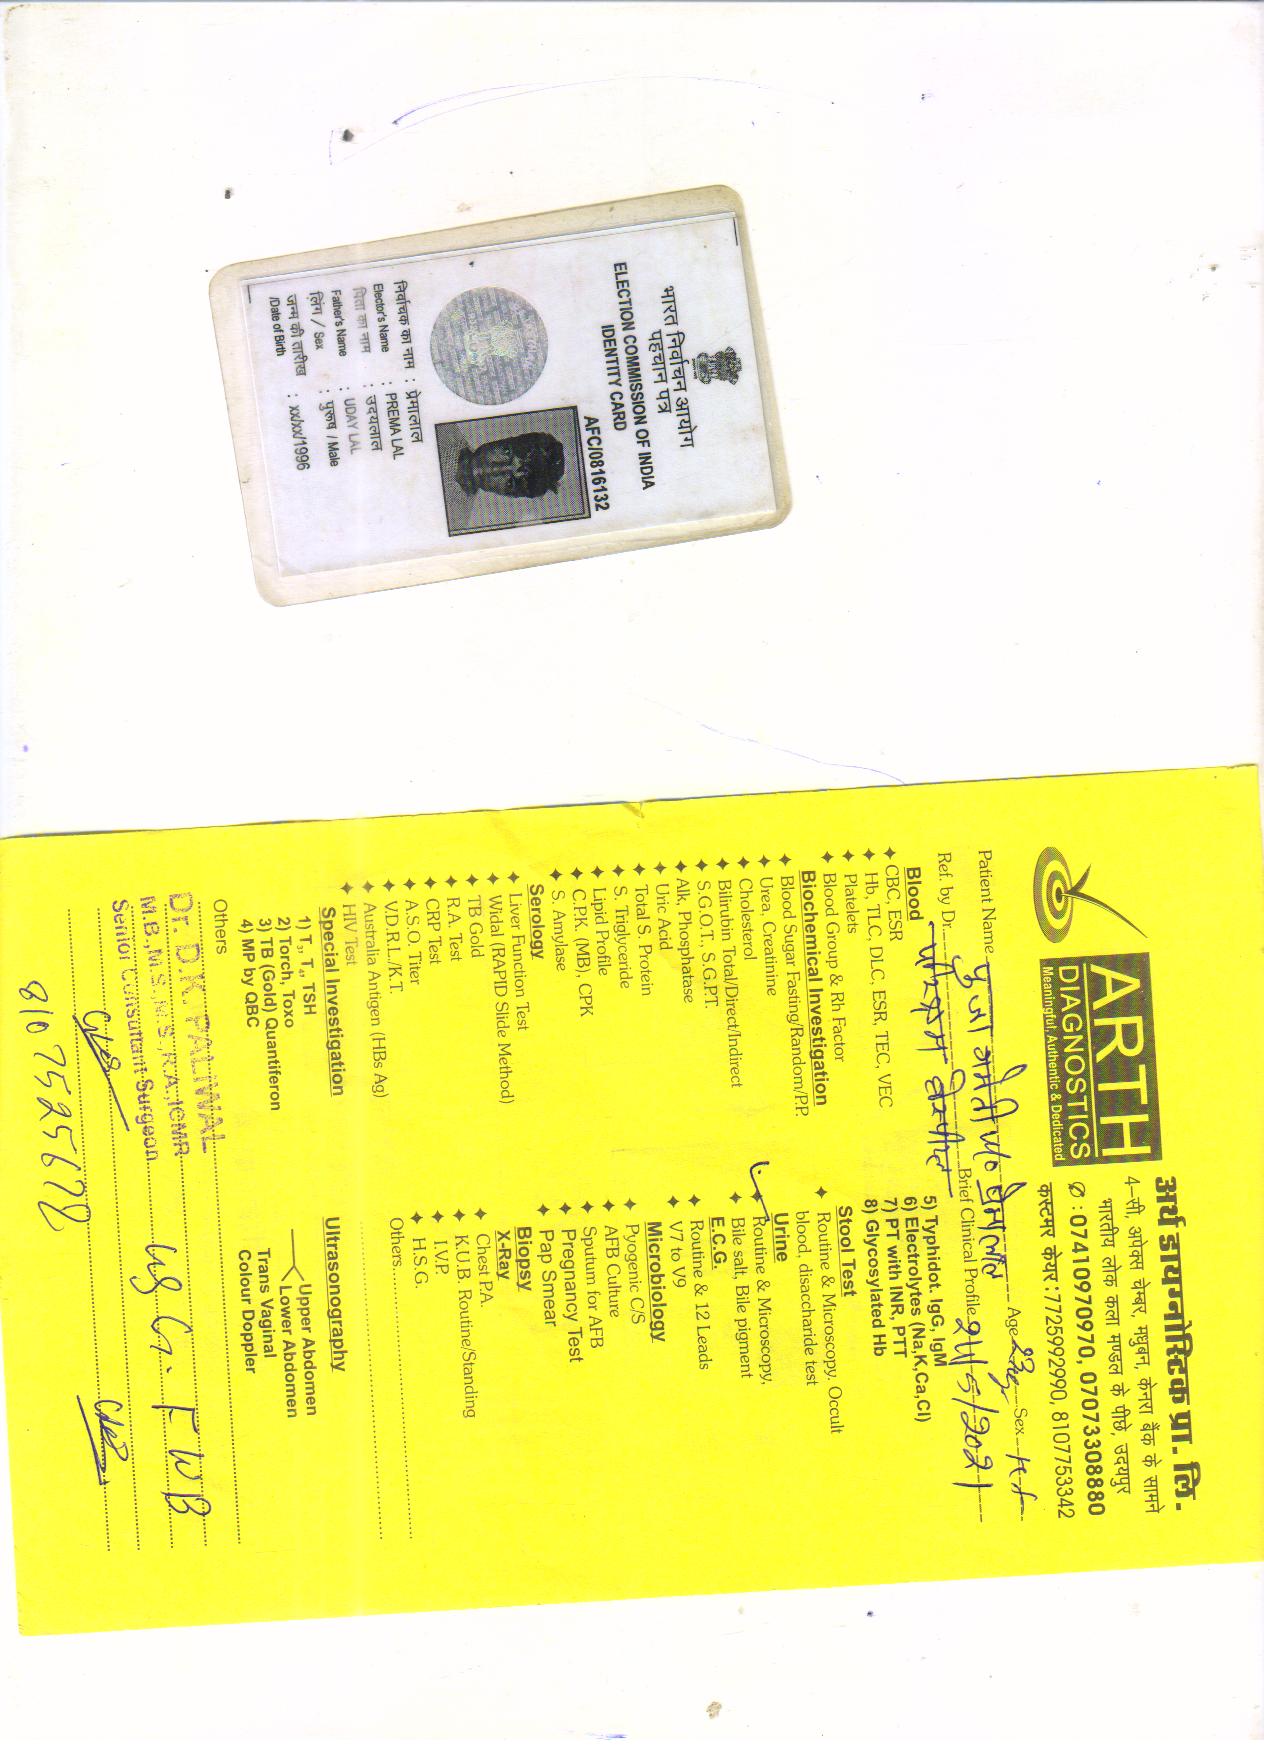 भारत निर्वाचन आयोग
पहचान पत्र
ELECTION COMMISSION OF INDIA
IDENTITY CARD
AFC/0816132
निर्वाचक का नाम : प्रेमालाल
Elector's Name : PREMA LAL
पिता का नाम : उदयलाल
Father's Name : UDAY LAL
लिंग / Sex : पुरूष / Male
जन्म की तारीख : xx/xx/1996
/Date of Birth
ARTH
DIAGNOSTICS
Meaningful, Authentic & Dedicated
अर्थ डायग्नोस्टिक प्रा. लि.
4-सी, अपेक्स चेम्बर, मधुबन, केनरा बैंक के सामने
भारतीय लोक कला मण्डल के पीछे, उदयपुर
✆ : 07410970970, 07073308880
कस्टमर केयर : 7725992990, 8107753342
Patient Name Age 23 Sex
Ref. by Dr. Brief Clinical Profile 24/5/2021
Blood
CBC, ESR
Hb, TLC, DLC, ESR, TEC, VEC
Platelets
Blood Group & Rh Factor
Biochemical Investigation
Blood Sugar Fasting/Random/P.P.
Urea, Creatinine
Cholesterol
Bilirubin Total/Direct/Indirect
S.G.O.T. S.G.P.T.
Alk, Phosphatase
Uric Acid
Total S. Protein
S. Triglyceride
Lipid Profile
C.P.K. (MB), CPK
S. Amylase
Serology
Liver Function Test
Widal (RAPID Slide Method)
TB Gold
R.A. Test
CRP Test
A.S.O. Titer
V.D.R.L./K.T.
Australia Antigen (HBs Ag)
HIV Test
Special Investigation
1) T₃, T₄, TSH
2) Torch, Toxo
3) TB (Gold) Quantiferon
4) MP by QBC
5) Typhidot. IgG, IgM
6) Electrolytes (Na,K,Ca,Cl)
7) PT with INR, PTT
8) Glycosylated Hb
Stool Test
Routine & Microscopy. Occult
blood, disaccharide test
Urine
Routine & Microscopy,
Bile salt, Bile pigment
E.C.G.
Routine & 12 Leads
V7 to V9
Microbiology
Pyogenic C/S
AFB Culture
Sputum for AFB
Pregnancy Test
Pap Smear
Biopsy
X-Ray
Chest P.A.
K.U.B. Routine/Standing
I.V.P.
H.S.G.
Others
Ultrasonography
Upper Abdomen
Lower Abdomen
Trans Vaginal
Colour Doppler
Others
Dr. D.K. PALIWAL
M.B.,M.S.,M.S.,R.A.,ICMR
Senior Consultant Surgeon
FWB
8107525678